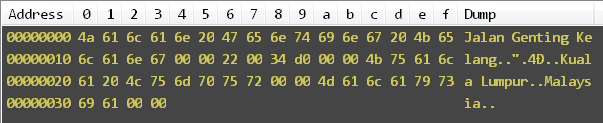 Address 0 1 2 3 4 5 6 7 8 9 a b c d e f Dump
00000000 4a 61 6c 61 6e 20 47 65 6e 74 69 6e 67 20 4b 65 Jalan Genting Ke
00000010 6c 61 6e 67 00 00 22 00 34 d0 00 00 4b 75 61 6c lang..".4Ð..Kual
00000020 61 20 4c 75 6d 70 75 72 00 00 4d 61 6c 61 79 73 a Lumpur..Malays
00000030 69 61 00 00 ia..